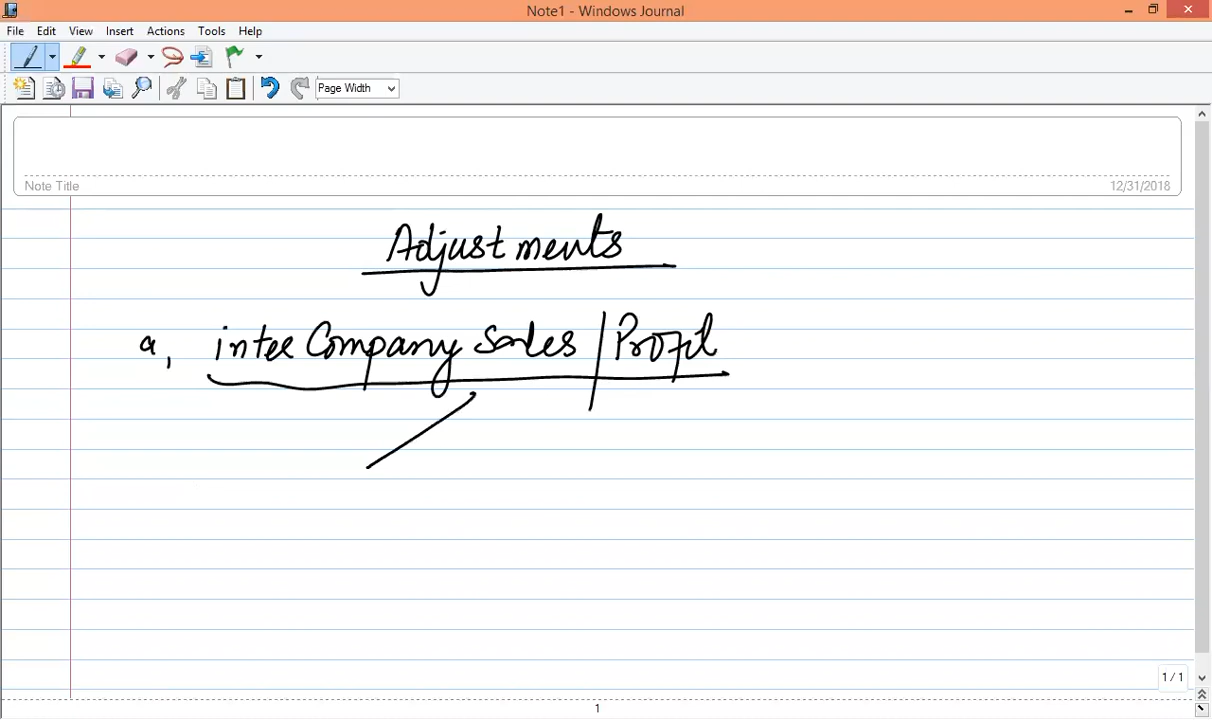 Note1 - Windows Journal
File Edit View Insert Actions Tools Help
Page Width
Note Title 12/31/2018
Adjustments
a, inter Company Sales / Profit
1 / 1
1